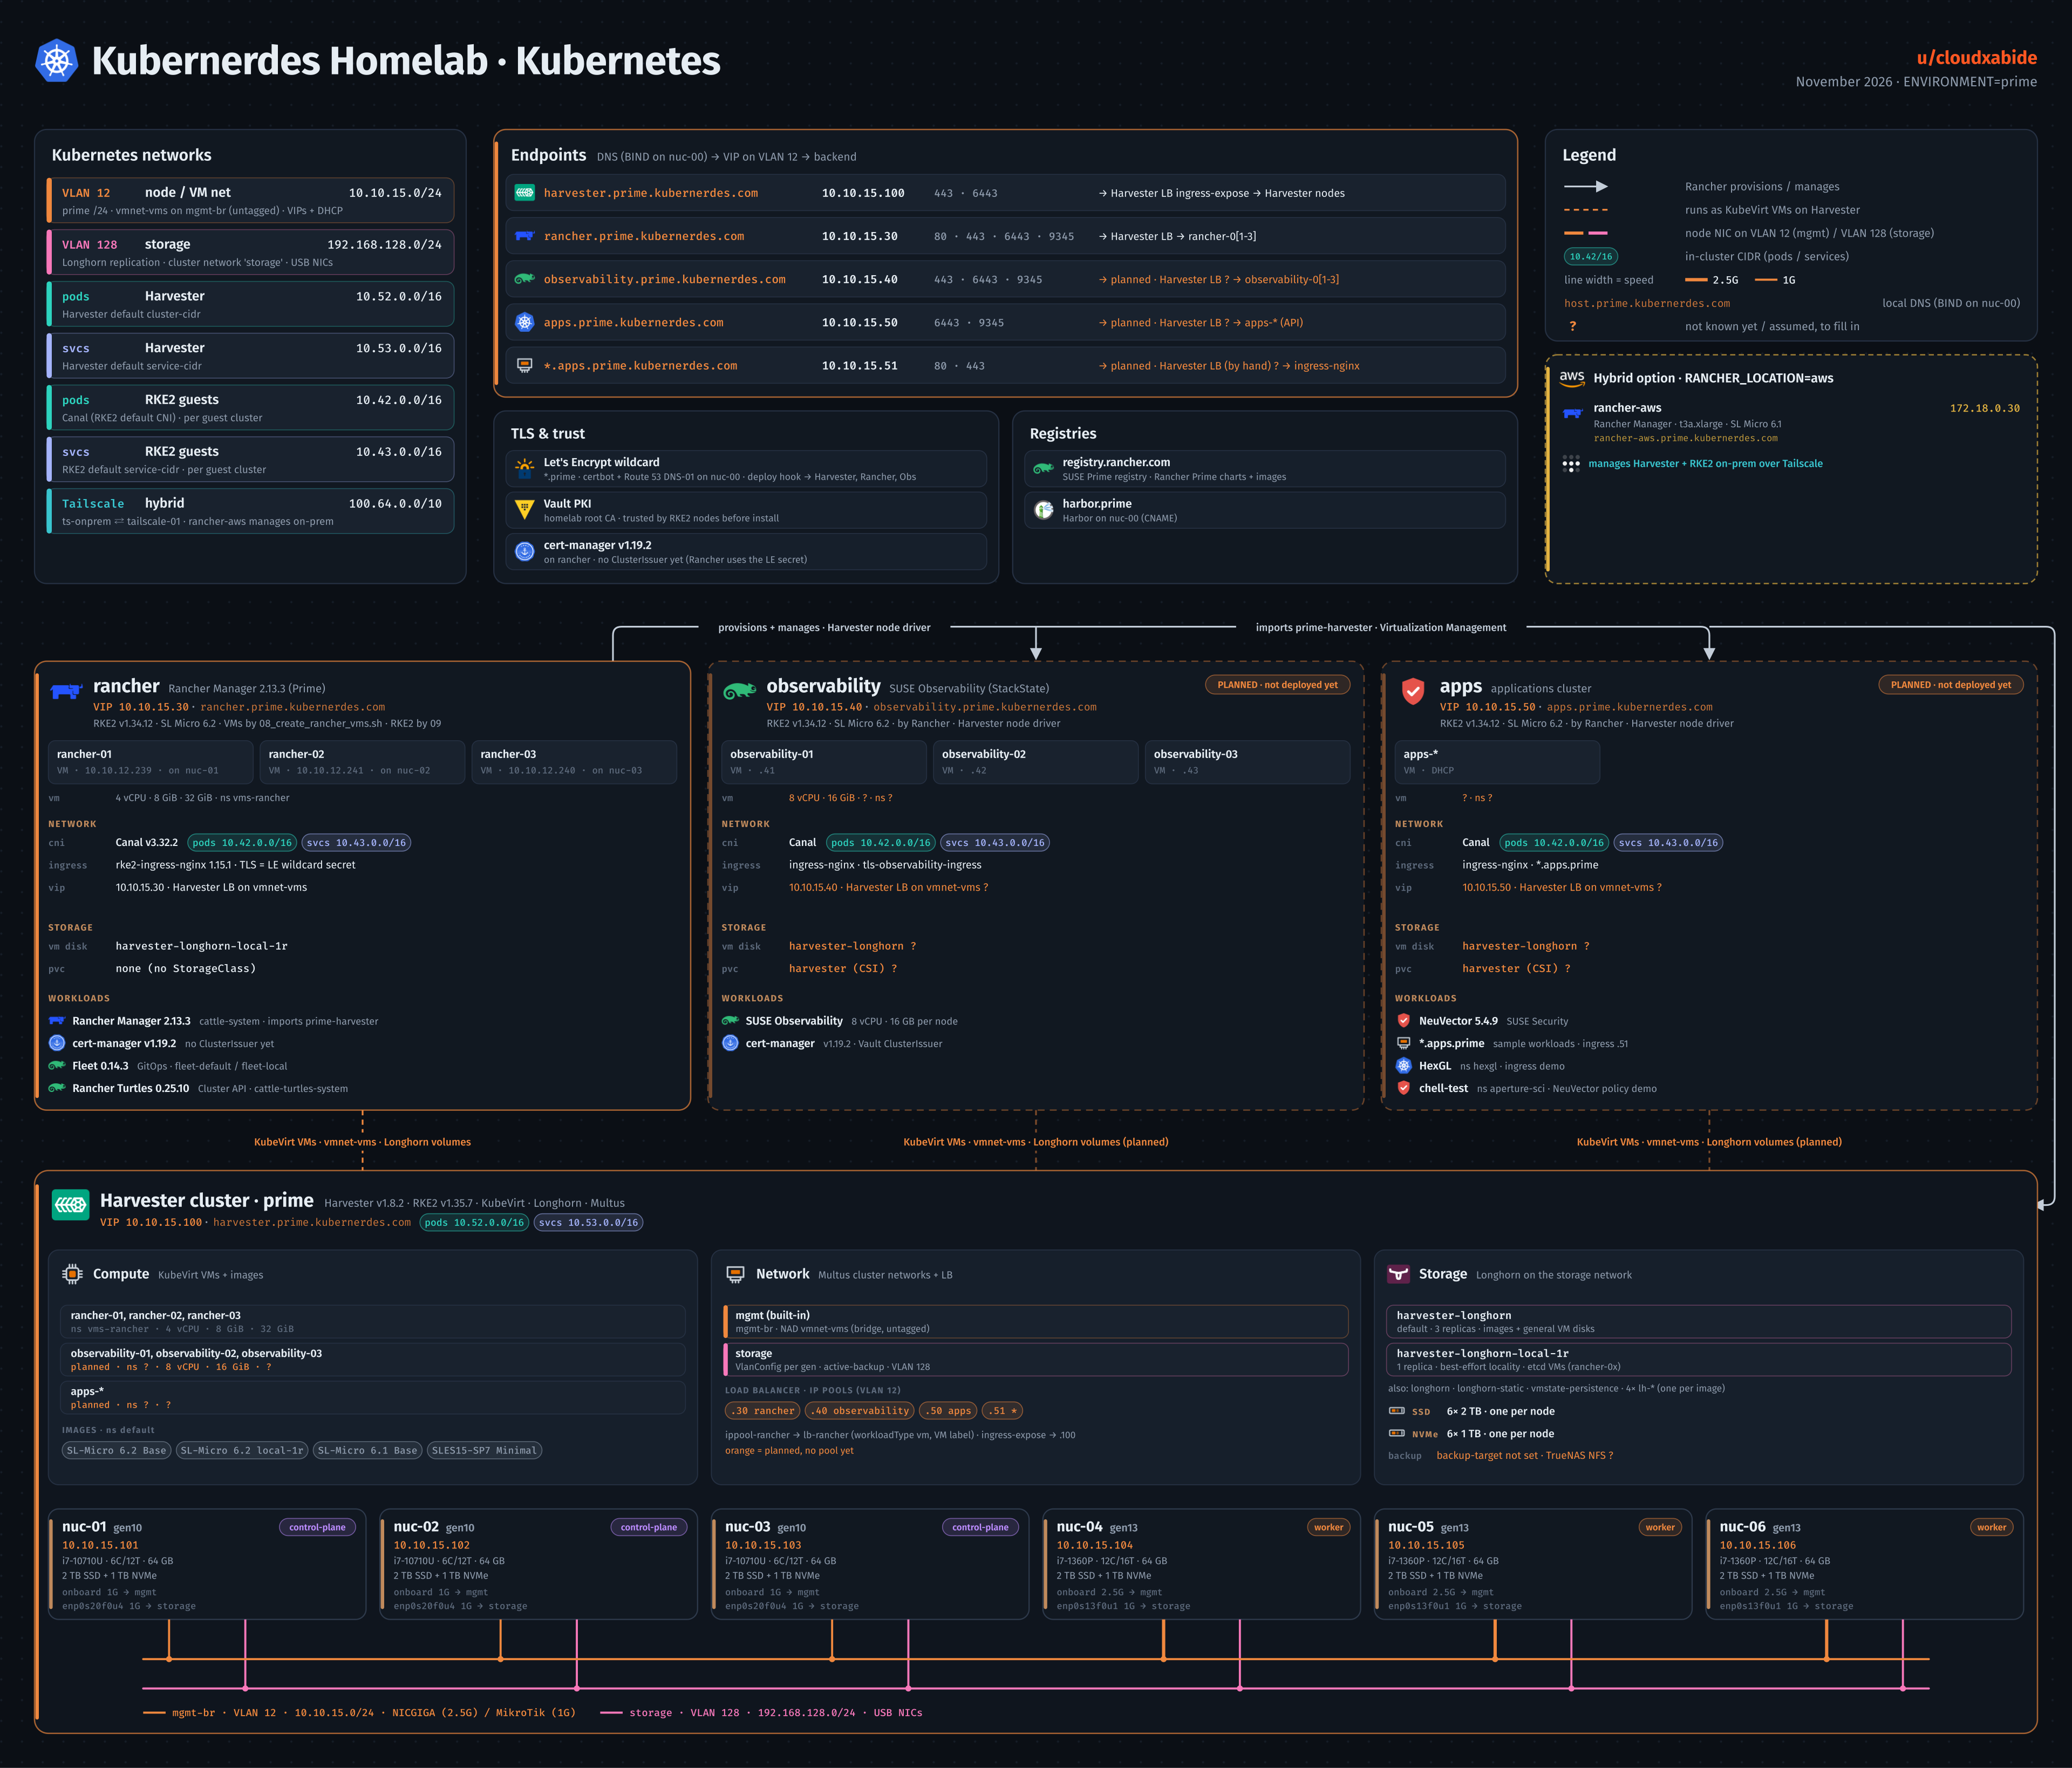 Kubernerdes Homelab · Kubernetes
u/cloudxabide
November 2026 · ENVIRONMENT=prime
Kubernetes networks
VLAN 12 node / VM net 10.10.15.0/24
prime /24 · vmnet-vms on mgmt-br (untagged) · VIPs + DHCP
VLAN 128 storage 192.168.128.0/24
Longhorn replication · cluster network 'storage' · USB NICs
pods Harvester 10.52.0.0/16
Harvester default cluster-cidr
svcs Harvester 10.53.0.0/16
Harvester default service-cidr
pods RKE2 guests 10.42.0.0/16
Canal (RKE2 default CNI) · per guest cluster
svcs RKE2 guests 10.43.0.0/16
RKE2 default service-cidr · per guest cluster
Tailscale hybrid 100.64.0.0/10
ts-onprem ⇄ tailscale-01 · rancher-aws manages on-prem
Endpoints DNS (BIND on nuc-00) → VIP on VLAN 12 → backend
harvester.prime.kubernerdes.com 10.10.15.100 443 · 6443 → Harvester LB ingress-expose → Harvester nodes
rancher.prime.kubernerdes.com 10.10.15.30 80 · 443 · 6443 · 9345 → Harvester LB → rancher-0[1-3]
observability.prime.kubernerdes.com 10.10.15.40 443 · 6443 · 9345 → planned · Harvester LB ? → observability-0[1-3]
apps.prime.kubernerdes.com 10.10.15.50 6443 · 9345 → planned · Harvester LB ? → apps-* (API)
*.apps.prime.kubernerdes.com 10.10.15.51 80 · 443 → planned · Harvester LB (by hand) ? → ingress-nginx
TLS & trust
Let's Encrypt wildcard
*.prime · certbot + Route 53 DNS-01 on nuc-00 · deploy hook → Harvester, Rancher, Obs
Vault PKI
homelab root CA · trusted by RKE2 nodes before install
cert-manager v1.19.2
on rancher · no ClusterIssuer yet (Rancher uses the LE secret)
Registries
registry.rancher.com
SUSE Prime registry · Rancher Prime charts + images
harbor.prime
Harbor on nuc-00 (CNAME)
Legend
Rancher provisions / manages
runs as KubeVirt VMs on Harvester
node NIC on VLAN 12 (mgmt) / VLAN 128 (storage)
10.42/16 in-cluster CIDR (pods / services)
line width = speed 2.5G 1G
host.prime.kubernerdes.com local DNS (BIND on nuc-00)
? not known yet / assumed, to fill in
aws Hybrid option · RANCHER_LOCATION=aws
rancher-aws 172.18.0.30
Rancher Manager · t3a.xlarge · SL Micro 6.1
rancher-aws.prime.kubernerdes.com
manages Harvester + RKE2 on-prem over Tailscale
provisions + manages · Harvester node driver
imports prime-harvester · Virtualization Management
rancher Rancher Manager 2.13.3 (Prime)
VIP 10.10.15.30 · rancher.prime.kubernerdes.com
RKE2 v1.34.12 · SL Micro 6.2 · VMs by 08_create_rancher_vms.sh · RKE2 by 09
rancher-01
VM · 10.10.12.239 · on nuc-01
rancher-02
VM · 10.10.12.241 · on nuc-02
rancher-03
VM · 10.10.12.240 · on nuc-03
vm 4 vCPU · 8 GiB · 32 GiB · ns vms-rancher
NETWORK
cni Canal v3.32.2 pods 10.42.0.0/16 svcs 10.43.0.0/16
ingress rke2-ingress-nginx 1.15.1 · TLS = LE wildcard secret
vip 10.10.15.30 · Harvester LB on vmnet-vms
STORAGE
vm disk harvester-longhorn-local-1r
pvc none (no StorageClass)
WORKLOADS
Rancher Manager 2.13.3 cattle-system · imports prime-harvester
cert-manager v1.19.2 no ClusterIssuer yet
Fleet 0.14.3 GitOps · fleet-default / fleet-local
Rancher Turtles 0.25.10 Cluster API · cattle-turtles-system
observability SUSE Observability (StackState)
PLANNED · not deployed yet
VIP 10.10.15.40 · observability.prime.kubernerdes.com
RKE2 v1.34.12 · SL Micro 6.2 · by Rancher · Harvester node driver
observability-01
VM · .41
observability-02
VM · .42
observability-03
VM · .43
vm 8 vCPU · 16 GiB · ? · ns ?
NETWORK
cni Canal pods 10.42.0.0/16 svcs 10.43.0.0/16
ingress ingress-nginx · tls-observability-ingress
vip 10.10.15.40 · Harvester LB on vmnet-vms ?
STORAGE
vm disk harvester-longhorn ?
pvc harvester (CSI) ?
WORKLOADS
SUSE Observability 8 vCPU · 16 GB per node
cert-manager v1.19.2 · Vault ClusterIssuer
apps applications cluster
PLANNED · not deployed yet
VIP 10.10.15.50 · apps.prime.kubernerdes.com
RKE2 v1.34.12 · SL Micro 6.2 · by Rancher · Harvester node driver
apps-*
VM · DHCP
vm ? · ns ?
NETWORK
cni Canal pods 10.42.0.0/16 svcs 10.43.0.0/16
ingress ingress-nginx · *.apps.prime
vip 10.10.15.50 · Harvester LB on vmnet-vms ?
STORAGE
vm disk harvester-longhorn ?
pvc harvester (CSI) ?
WORKLOADS
NeuVector 5.4.9 SUSE Security
*.apps.prime sample workloads · ingress .51
HexGL ns hexgl · ingress demo
chell-test ns aperture-sci · NeuVector policy demo
KubeVirt VMs · vmnet-vms · Longhorn volumes
KubeVirt VMs · vmnet-vms · Longhorn volumes (planned)
KubeVirt VMs · vmnet-vms · Longhorn volumes (planned)
Harvester cluster · prime Harvester v1.8.2 · RKE2 v1.35.7 · KubeVirt · Longhorn · Multus
VIP 10.10.15.100 · harvester.prime.kubernerdes.com pods 10.52.0.0/16 svcs 10.53.0.0/16
Compute KubeVirt VMs + images
rancher-01, rancher-02, rancher-03
ns vms-rancher · 4 vCPU · 8 GiB · 32 GiB
observability-01, observability-02, observability-03
planned · ns ? · 8 vCPU · 16 GiB · ?
apps-*
planned · ns ? · ?
IMAGES · ns default
SL-Micro 6.2 Base SL-Micro 6.2 local-1r SL-Micro 6.1 Base SLES15-SP7 Minimal
Network Multus cluster networks + LB
mgmt (built-in)
mgmt-br · NAD vmnet-vms (bridge, untagged)
storage
VlanConfig per gen · active-backup · VLAN 128
LOAD BALANCER · IP POOLS (VLAN 12)
.30 rancher .40 observability .50 apps .51 *
ippool-rancher → lb-rancher (workloadType vm, VM label) · ingress-expose → .100
orange = planned, no pool yet
Storage Longhorn on the storage network
harvester-longhorn
default · 3 replicas · images + general VM disks
harvester-longhorn-local-1r
1 replica · best-effort locality · etcd VMs (rancher-0x)
also: longhorn · longhorn-static · vmstate-persistence · 4× lh-* (one per image)
SSD 6× 2 TB · one per node
NVMe 6× 1 TB · one per node
backup backup-target not set · TrueNAS NFS ?
nuc-01 gen10 control-plane
10.10.15.101
i7-10710U · 6C/12T · 64 GB
2 TB SSD + 1 TB NVMe
onboard 1G → mgmt
enp0s20f0u4 1G → storage
nuc-02 gen10 control-plane
10.10.15.102
i7-10710U · 6C/12T · 64 GB
2 TB SSD + 1 TB NVMe
onboard 1G → mgmt
enp0s20f0u4 1G → storage
nuc-03 gen10 control-plane
10.10.15.103
i7-10710U · 6C/12T · 64 GB
2 TB SSD + 1 TB NVMe
onboard 1G → mgmt
enp0s20f0u4 1G → storage
nuc-04 gen13 worker
10.10.15.104
i7-1360P · 12C/16T · 64 GB
2 TB SSD + 1 TB NVMe
onboard 2.5G → mgmt
enp0s13f0u1 1G → storage
nuc-05 gen13 worker
10.10.15.105
i7-1360P · 12C/16T · 64 GB
2 TB SSD + 1 TB NVMe
onboard 2.5G → mgmt
enp0s13f0u1 1G → storage
nuc-06 gen13 worker
10.10.15.106
i7-1360P · 12C/16T · 64 GB
2 TB SSD + 1 TB NVMe
onboard 2.5G → mgmt
enp0s13f0u1 1G → storage
mgmt-br · VLAN 12 · 10.10.15.0/24 · NICGIGA (2.5G) / MikroTik (1G)
storage · VLAN 128 · 192.168.128.0/24 · USB NICs